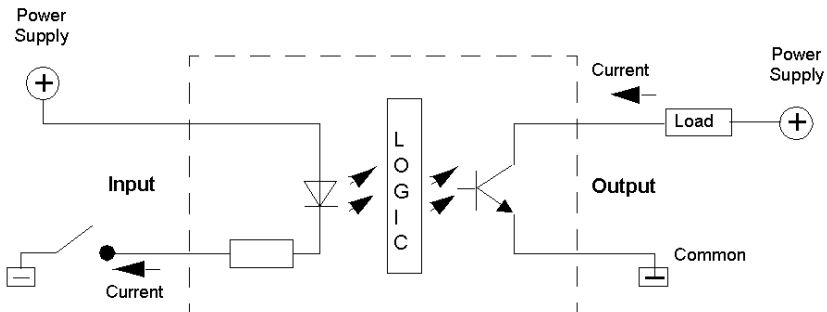 Power
Supply
Power
Supply
Current
Load
L
O
G
I
C
Input
Output
Common
Current